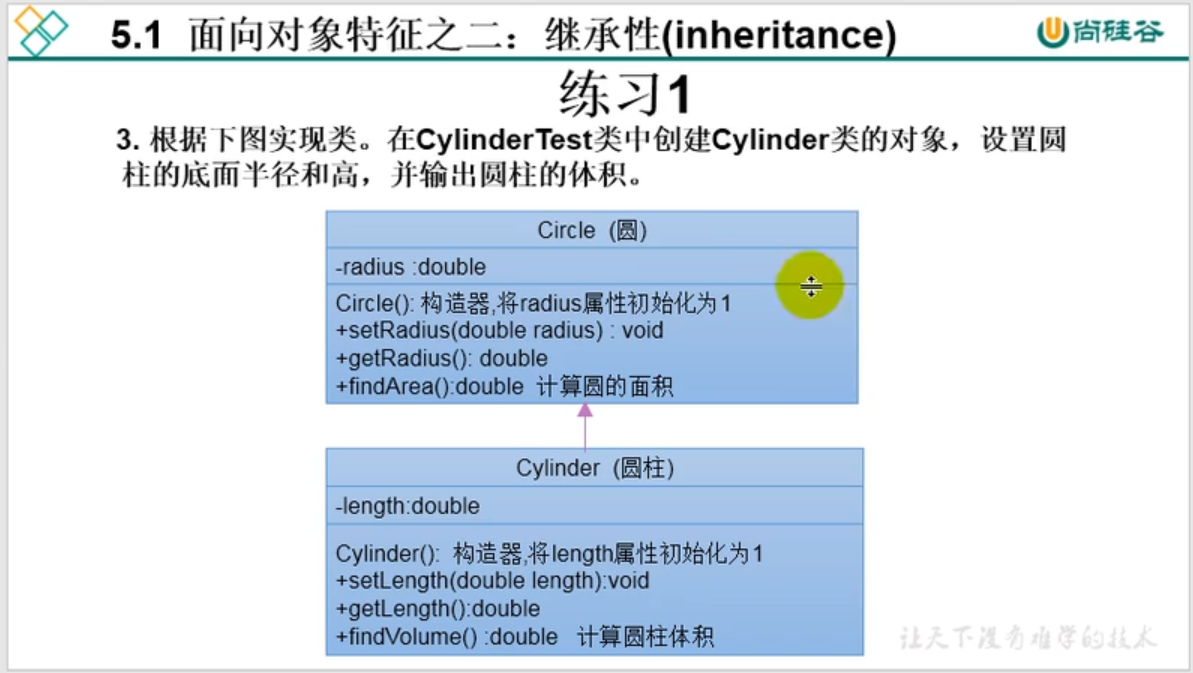 5.1 面向对象特征之二：继承性(inheritance)
尚硅谷
练习1
3. 根据下图实现类。在CylinderTest类中创建Cylinder类的对象，设置圆
柱的底面半径和高，并输出圆柱的体积。
Circle (圆)
-radius :double
Circle(): 构造器,将radius属性初始化为1
+setRadius(double radius) : void
+getRadius(): double
+findArea():double 计算圆的面积
Cylinder (圆柱)
-length:double
Cylinder(): 构造器,将length属性初始化为1
+setLength(double length):void
+getLength():double
+findVolume() :double 计算圆柱体积
让天下没有难学的技术